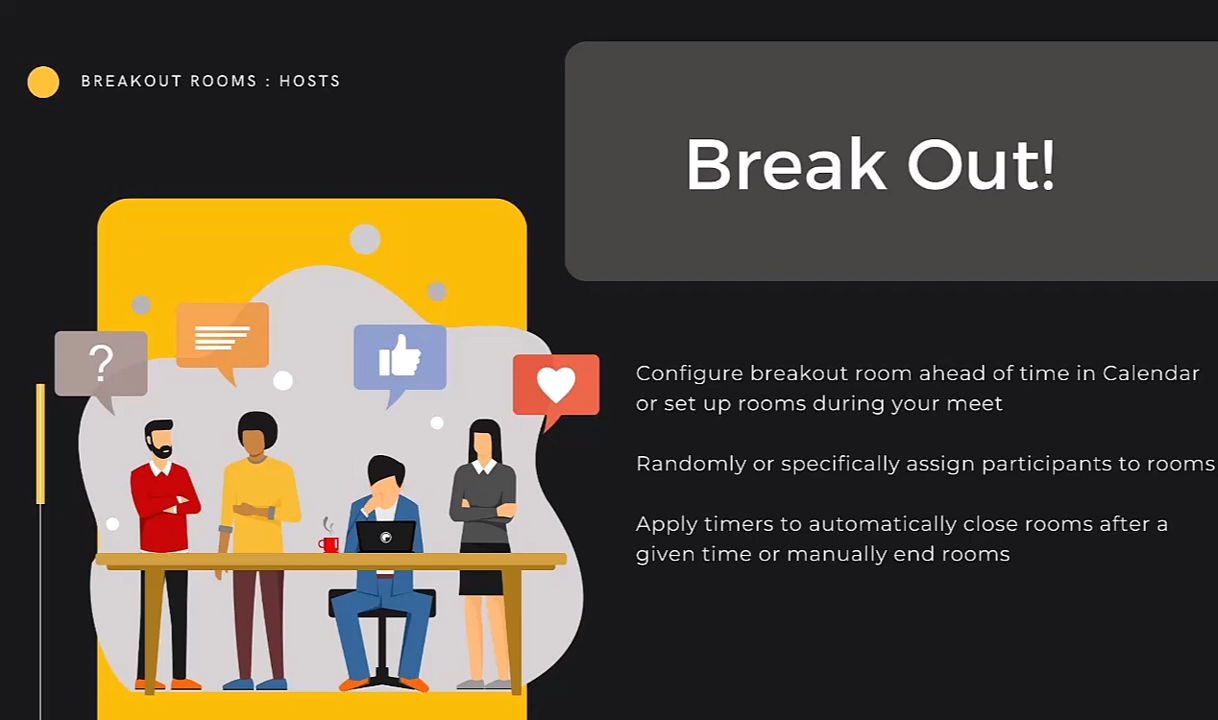 BREAKOUT ROOMS : HOSTS
Break Out!
?
Configure breakout room ahead of time in Calendar
or set up rooms during your meet
Randomly or specifically assign participants to rooms
Apply timers to automatically close rooms after a
given time or manually end rooms